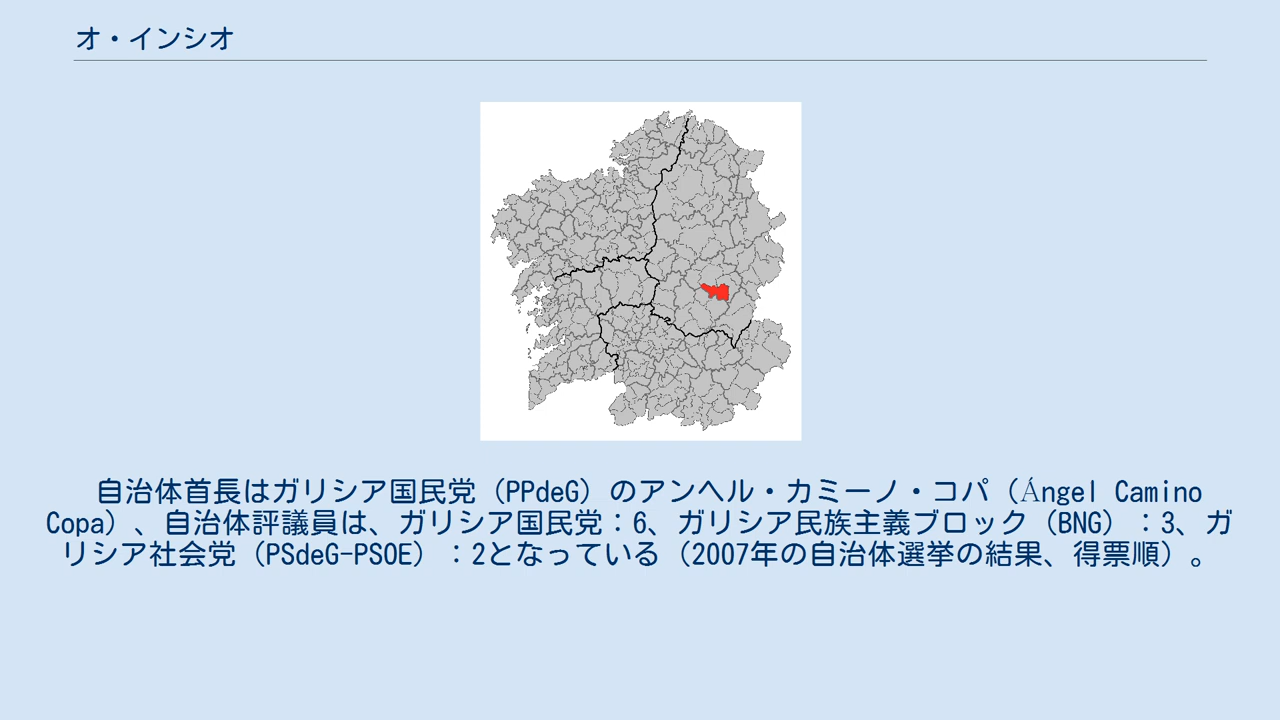 オ・インシオ
自治体首長はガリシア国民党（PPdeG）のアンヘル・カミーノ・コパ（Ángel Camino
Copa）、自治体評議員は、ガリシア国民党：6、ガリシア民族主義ブロック（BNG）：3、ガ
リシア社会党（PSdeG-PSOE）：2となっている（2007年の自治体選挙の結果、得票順）。